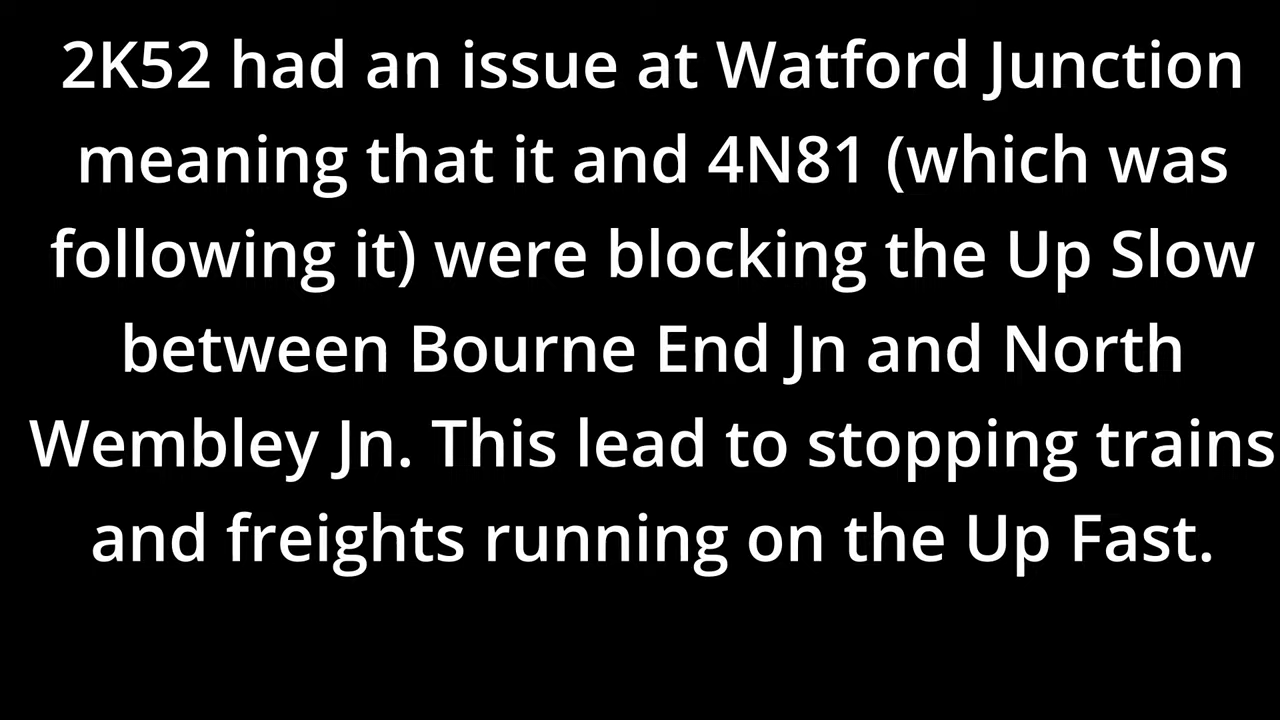 2K52 had an issue at Watford Junction
meaning that it and 4N81 (which was
following it) were blocking the Up Slow
between Bourne End Jn and North
Wembley Jn. This lead to stopping trains
and freights running on the Up Fast.